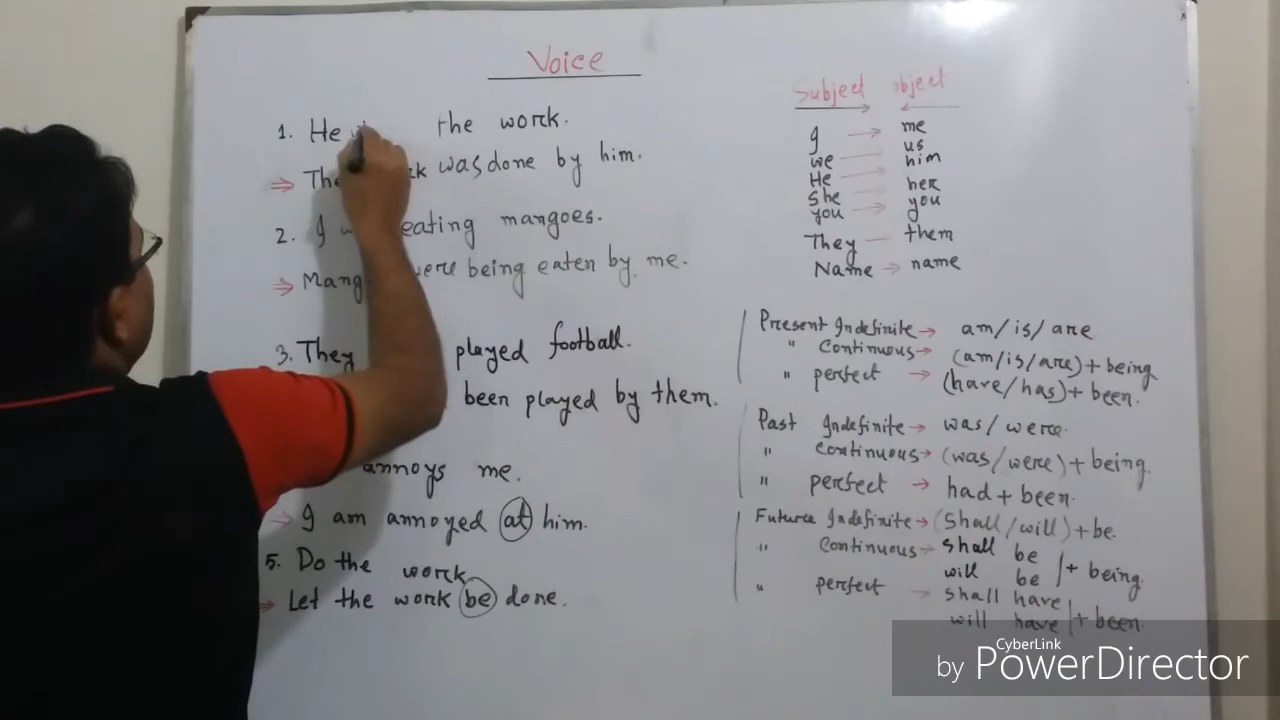 Voice
1. He the work.
⇒ The was done by him.
2. I eating mangoes.
⇒ were being eaten by me.
3. They played football.
been played by them.
annoys me.
⇒ I am annoyed at him.
5. Do the work.
⇒ Let the work be done.
Subject object
I → me
we → us
He → him
She → her
you → you
They → them
Name → name
Present Indefinite → am/is/are
" continuous → (am/is/are) + being
" perfect → (have/has) + been.
Past Indefinite → was/were.
" continuous → (was/were) + being.
" perfect → had + been.
Future Indefinite → (shall/will) + be.
" continuous → shall be
will be + being.
" perfect → shall have
will have + been
CyberLink
by PowerDirector